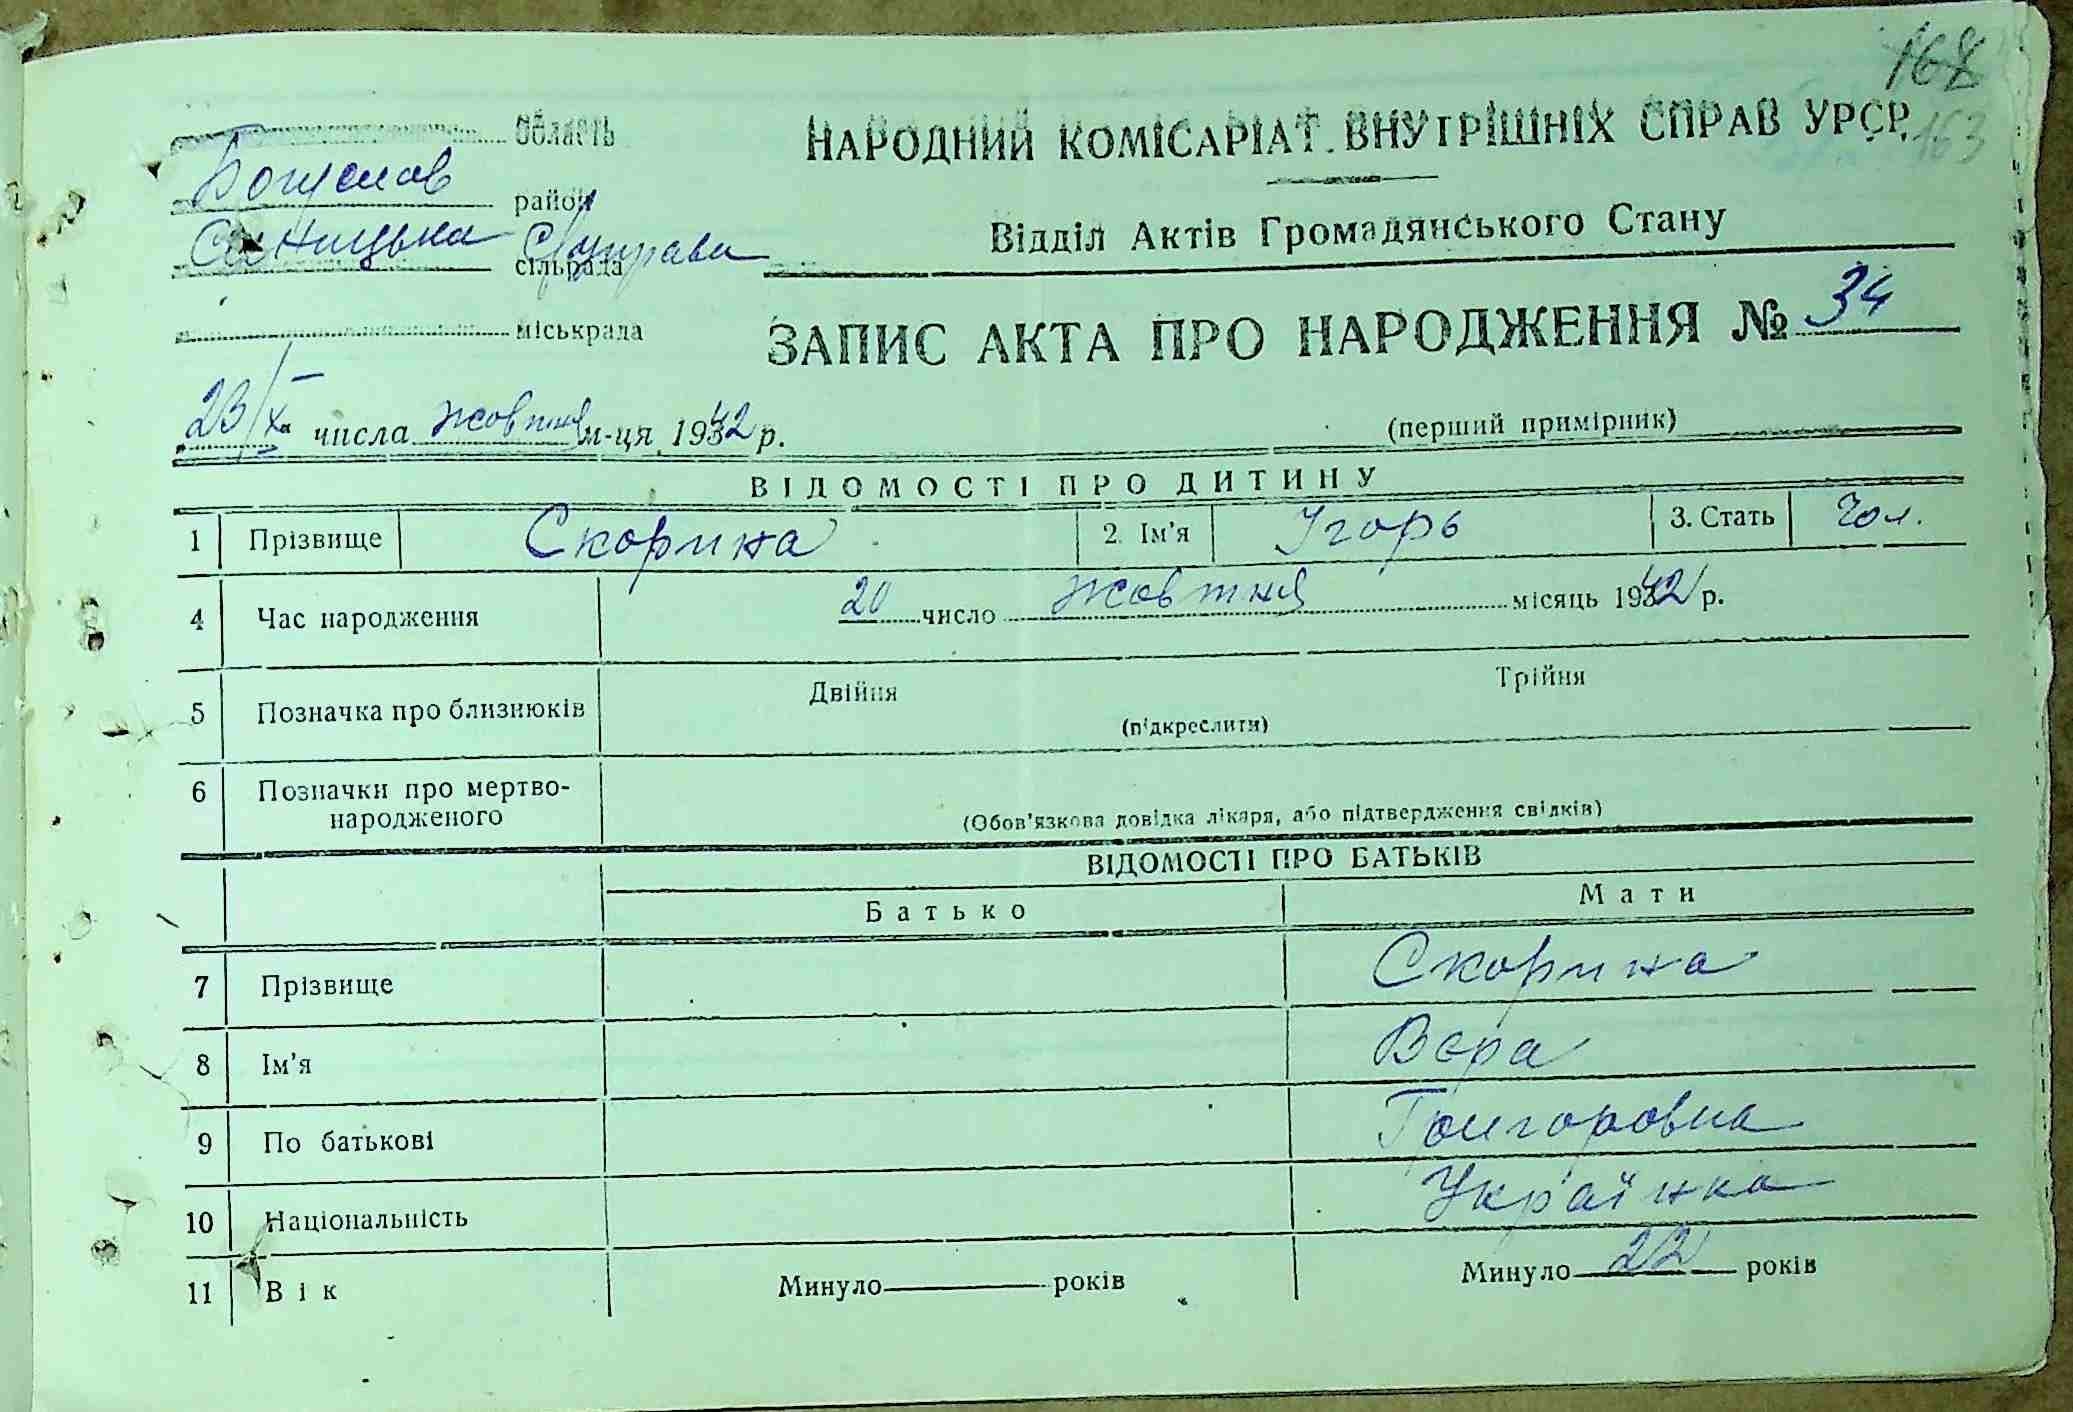 168
163
Область
НАРОДНИЙ КОМІСАРІАТ ВНУТРІШНІХ СПРАВ УРСР
Богуслав район
Відділ Актів Громадянського Стану
Синицька С/управа
сільрада
міськрада
ЗАПИС АКТА ПРО НАРОДЖЕННЯ № 34
23/X числа жовтня м-ця 1942 р.
(перший примірник)
ВІДОМОСТІ ПРО ДИТИНУ
1 Прізвище Скорина 2. Ім'я Ігорь 3. Стать Чол.
4 Час народження 20 число жовтня місяць 1942 р.
5 Позначка про близнюків Двійня Трійня
(підкреслити)
6 Позначки про мертво-
народженого
(Обов'язкова довідка лікаря, або підтвердження свідків)
ВІДОМОСТІ ПРО БАТЬКІВ
Батько Мати
7 Прізвище Скорина
8 Ім'я Вєра
9 По батькові Григоровна
10 Національність Українка
11 Вік Минуло років Минуло 22 років